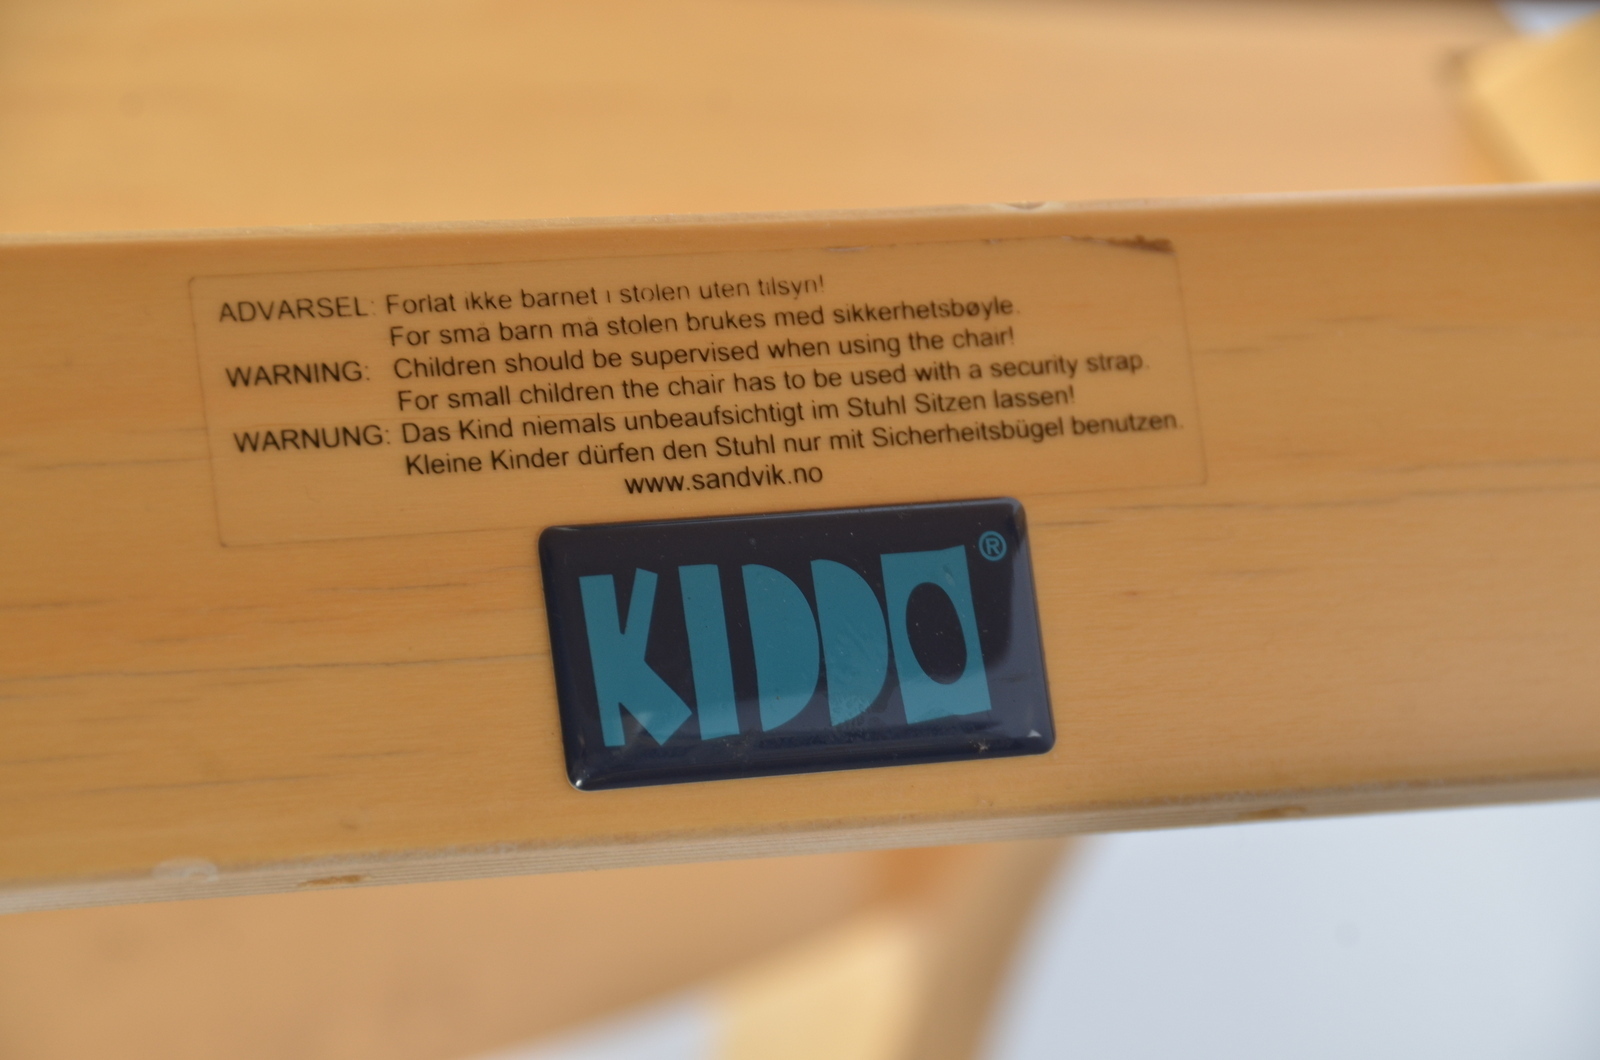 ADVARSEL: Forlat ikke barnet i stolen uten tilsyn!
For små barn må stolen brukes med sikkerhetsbøyle.
WARNING: Children should be supervised when using the chair!
For small children the chair has to be used with a security strap.
WARNUNG: Das Kind niemals unbeaufsichtigt im Stuhl Sitzen lassen!
Kleine Kinder dürfen den Stuhl nur mit Sicherheitsbügel benutzen.
www.sandvik.no
KIDDO®